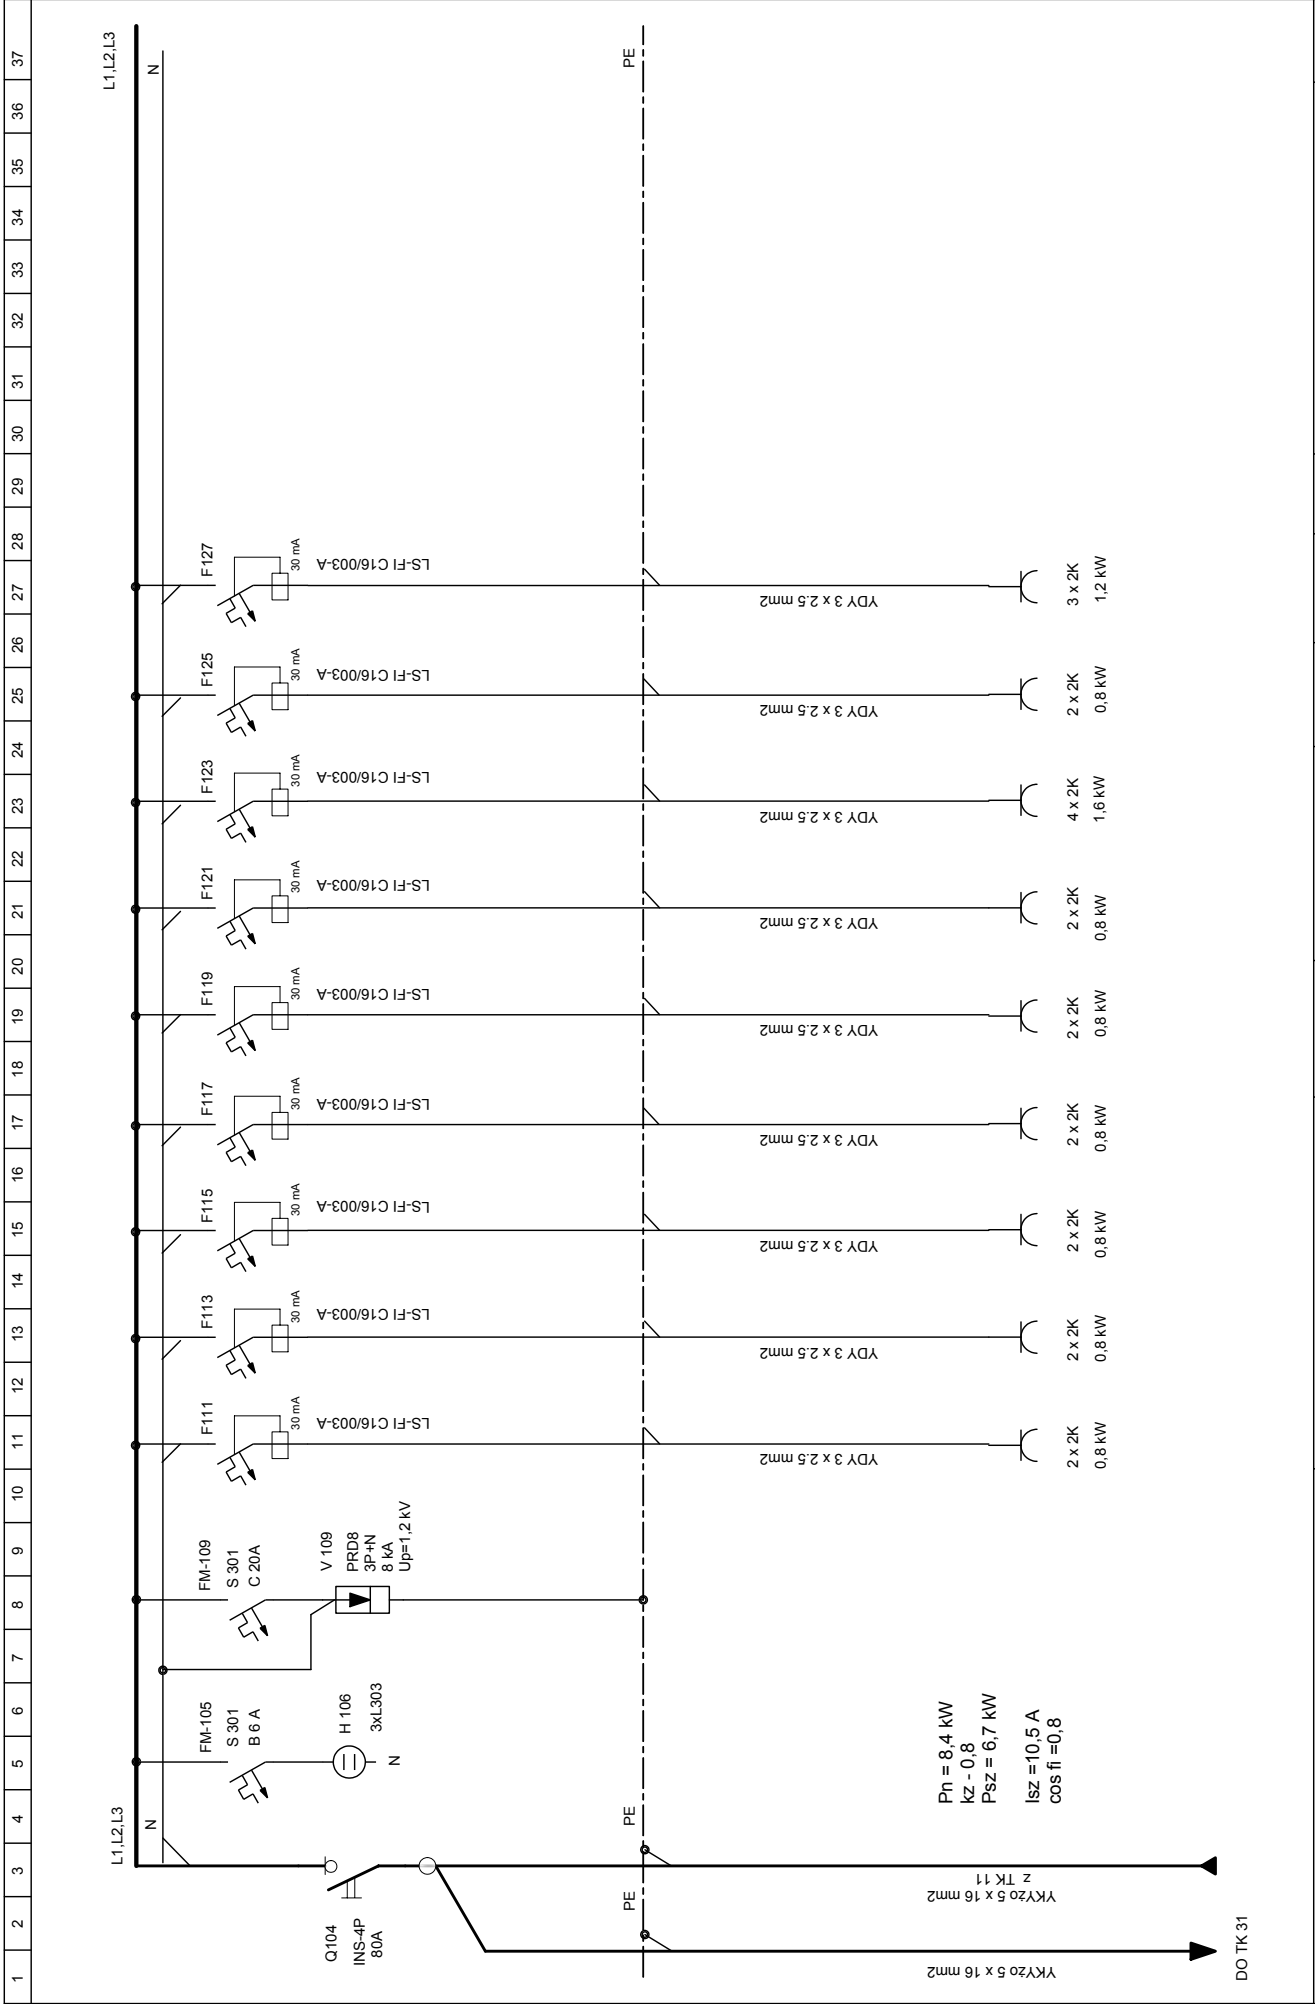 1 2 3 4 5 6 7 8 9 10 11 12 13 14 15 16 17 18 19 20 21 22 23 24 25 26 27 28 29 30 31 32 33 34 35 36 37
L1,L2,L3
N
L1,L2,L3
N
Q104
INS-4P
80A
FM-105
S 301
B 6 A
H 106
3xL303
N
FM-109
S 301
C 20A
V 109
PRD8
3P+N
8 kA
Up=1,2 kV
F111
30 mA
LS-FI C16/003-A
F113
30 mA
LS-FI C16/003-A
F115
30 mA
LS-FI C16/003-A
F117
30 mA
LS-FI C16/003-A
F119
30 mA
LS-FI C16/003-A
F121
30 mA
LS-FI C16/003-A
F123
30 mA
LS-FI C16/003-A
F125
30 mA
LS-FI C16/003-A
F127
30 mA
LS-FI C16/003-A
PE
PE
PE
YDY 3 x 2.5 mm2
YDY 3 x 2.5 mm2
YDY 3 x 2.5 mm2
YDY 3 x 2.5 mm2
YDY 3 x 2.5 mm2
YDY 3 x 2.5 mm2
YDY 3 x 2.5 mm2
YDY 3 x 2.5 mm2
YDY 3 x 2.5 mm2
YKYżo 5 x 16 mm2
YKYżo 5 x 16 mm2
z TK 11
Pn = 8,4 kW
kz - 0,8
Psz = 6,7 kW
Isz =10,5 A
cos fi =0,8
2 x 2K
0,8 kW
2 x 2K
0,8 kW
2 x 2K
0,8 kW
2 x 2K
0,8 kW
2 x 2K
0,8 kW
2 x 2K
0,8 kW
4 x 2K
1,6 kW
2 x 2K
0,8 kW
3 x 2K
1,2 kW
DO TK 31